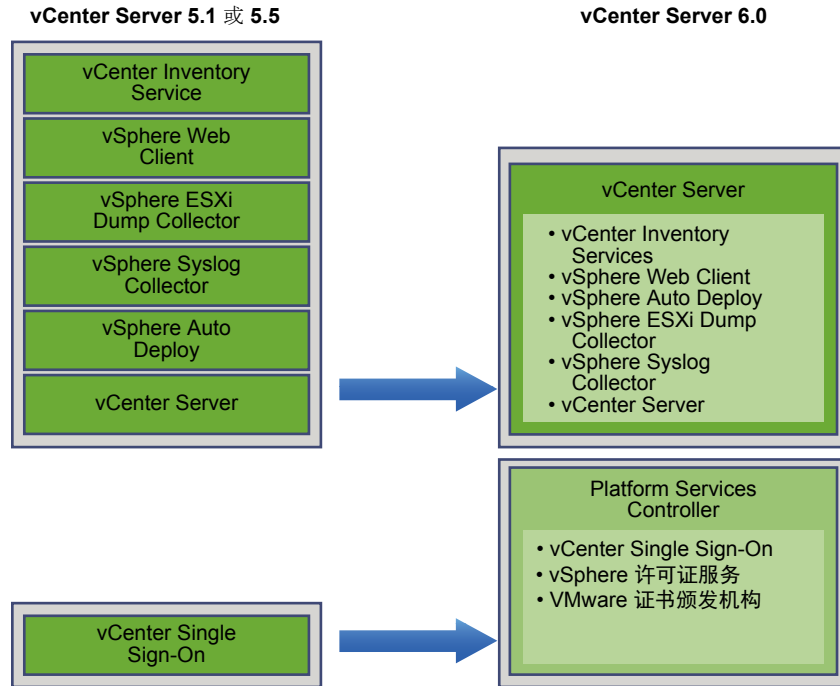 vCenter Server 5.1 或 5.5
vCenter Inventory
Service
vSphere Web
Client
vSphere ESXi
Dump Collector
vSphere Syslog
Collector
vSphere Auto
Deploy
vCenter Server
vCenter Single
Sign-On
vCenter Server 6.0
vCenter Server
• vCenter Inventory
Services
• vSphere Web Client
• vSphere Auto Deploy
• vSphere ESXi Dump
Collector
• vSphere Syslog
Collector
• vCenter Server
Platform Services
Controller
• vCenter Single Sign-On
• vSphere 许可证服务
• VMware 证书颁发机构